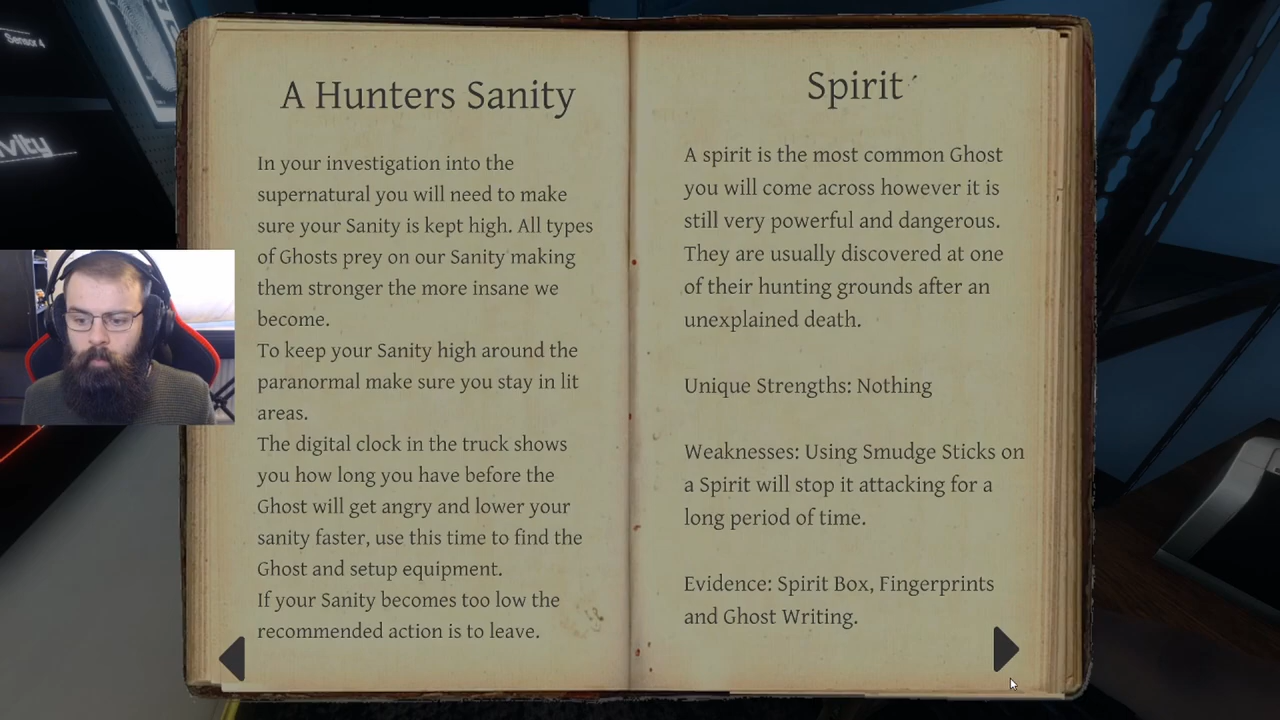 Sensor 4
A Hunters Sanity
In your investigation into the
supernatural you will need to make
sure your Sanity is kept high. All types
of Ghosts prey on our Sanity making
them stronger the more insane we
become.
To keep your Sanity high around the
paranormal make sure you stay in lit
areas.
The digital clock in the truck shows
you how long you have before the
Ghost will get angry and lower your
sanity faster, use this time to find the
Ghost and setup equipment.
If your Sanity becomes too low the
recommended action is to leave.
Spirit
A spirit is the most common Ghost
you will come across however it is
still very powerful and dangerous.
They are usually discovered at one
of their hunting grounds after an
unexplained death.
Unique Strengths: Nothing
Weaknesses: Using Smudge Sticks on
a Spirit will stop it attacking for a
long period of time.
Evidence: Spirit Box, Fingerprints
and Ghost Writing.